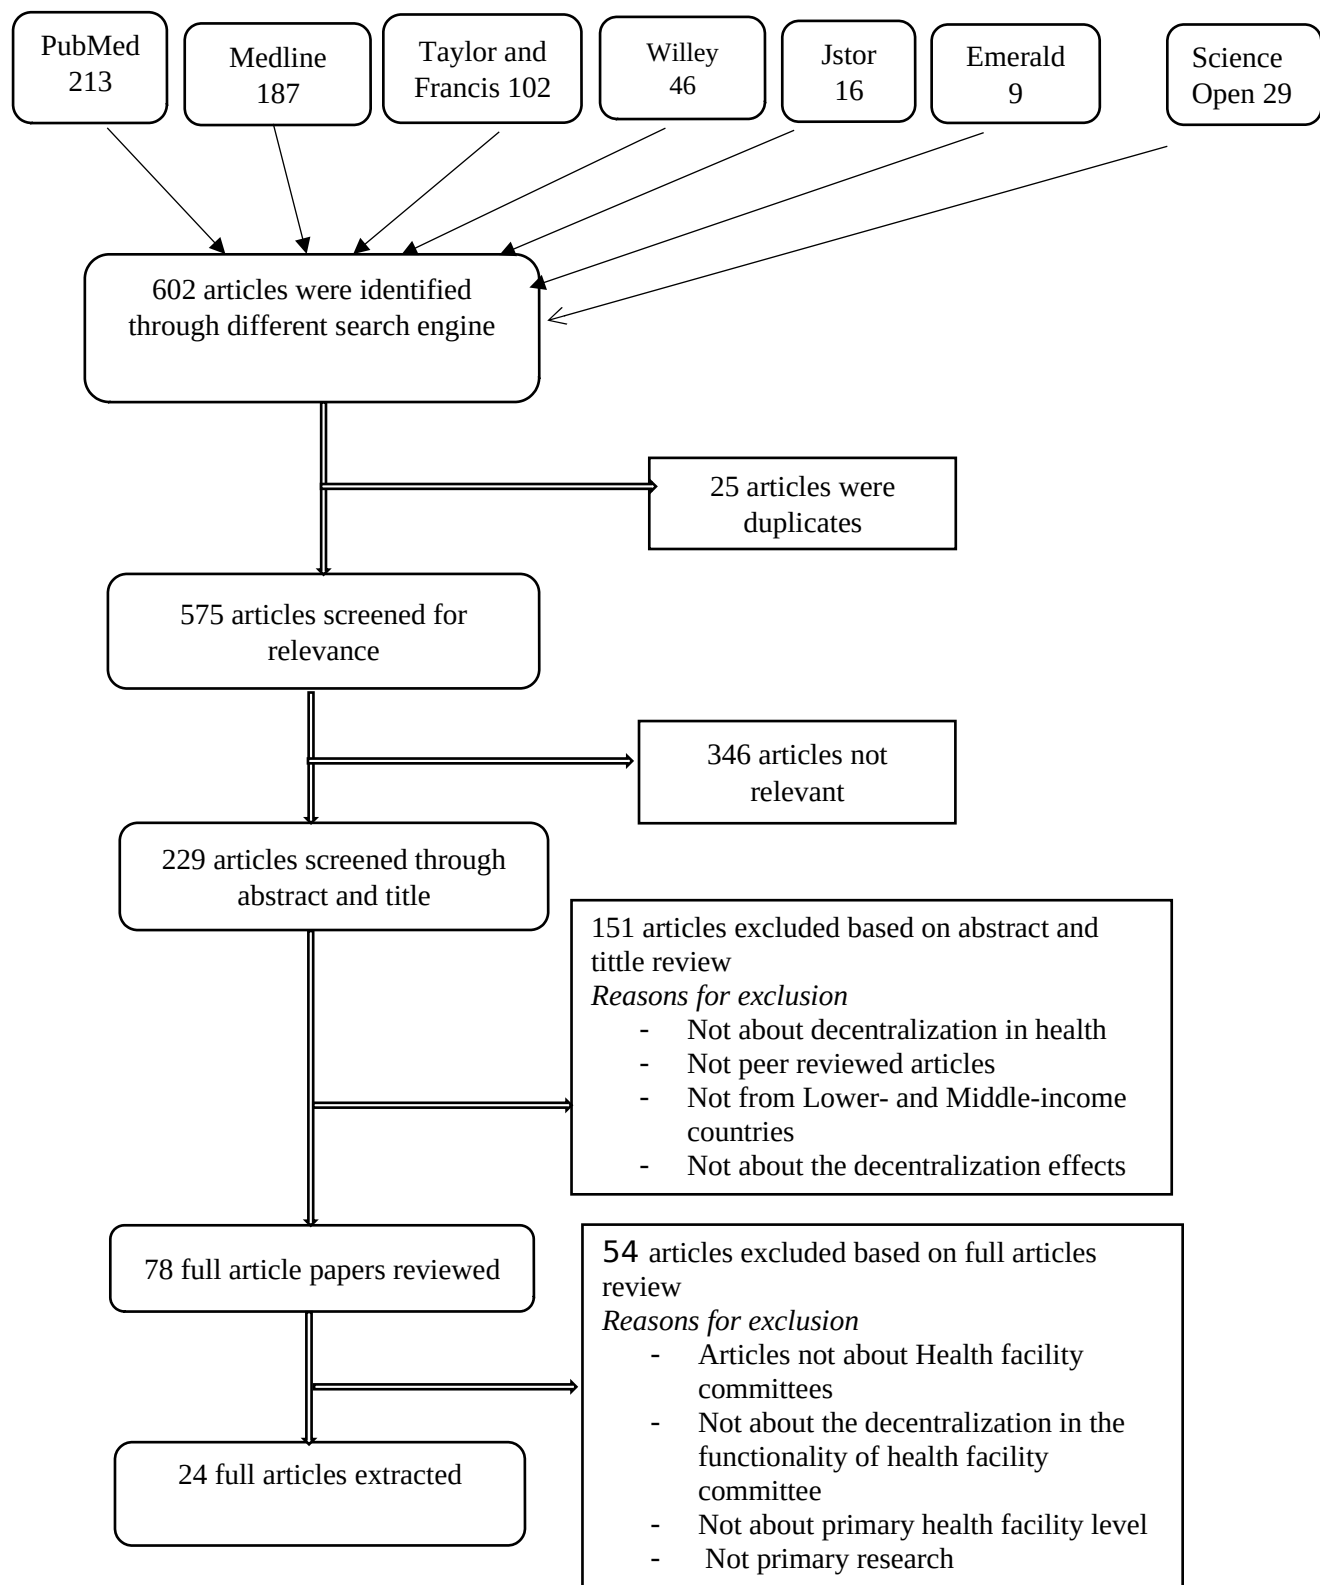 PubMed
213
Medline
187
Taylor and
Francis 102
Willey
46
Jstor
16
Emerald
9
Science
Open 29
602 articles were identified
through different search engine
25 articles were
duplicates
575 articles screened for
relevance
346 articles not
relevant
229 articles screened through
abstract and title
151 articles excluded based on abstract and
tittle review
Reasons for exclusion
- Not about decentralization in health
- Not peer reviewed articles
- Not from Lower- and Middle-income
countries
- Not about the decentralization effects
78 full article papers reviewed
54 articles excluded based on full articles
review
Reasons for exclusion
- Articles not about Health facility
committees
- Not about the decentralization in the
functionality of health facility
committee
- Not about primary health facility level
- Not primary research
24 full articles extracted